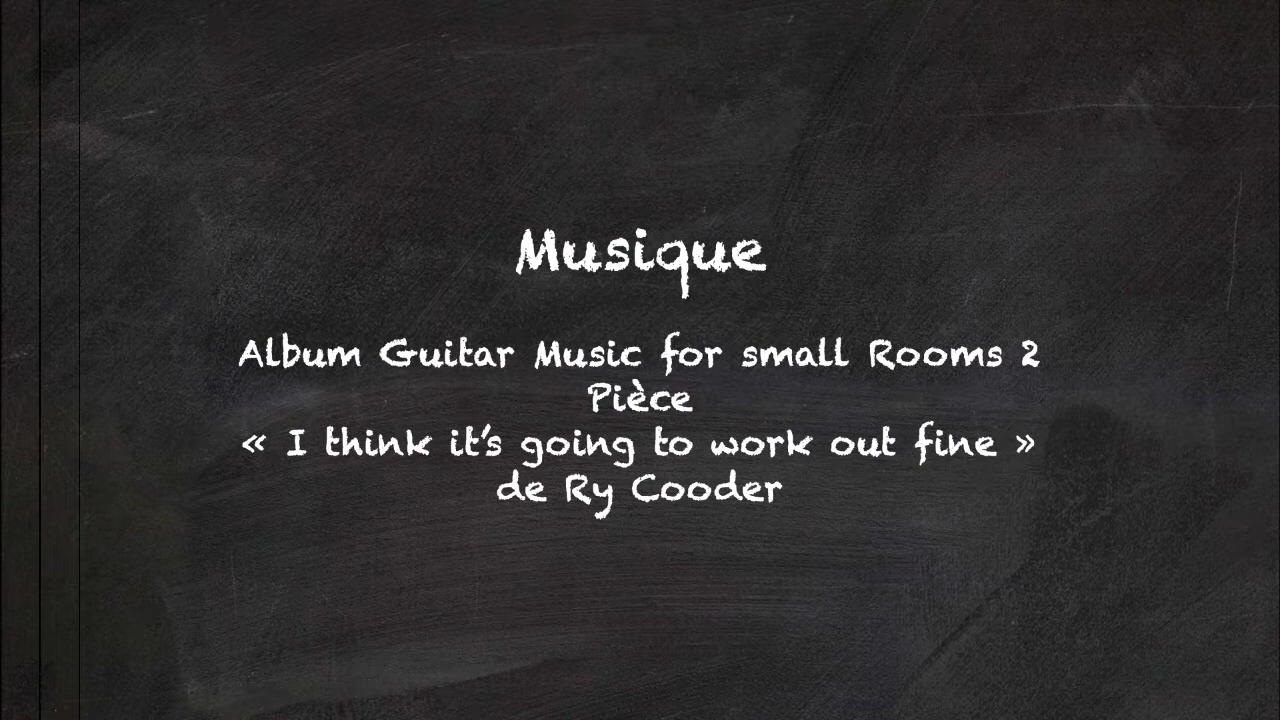 Musique
Album Guitar Music for small Rooms 2
Pièce
« I think it's going to work out fine »
de Ry Cooder